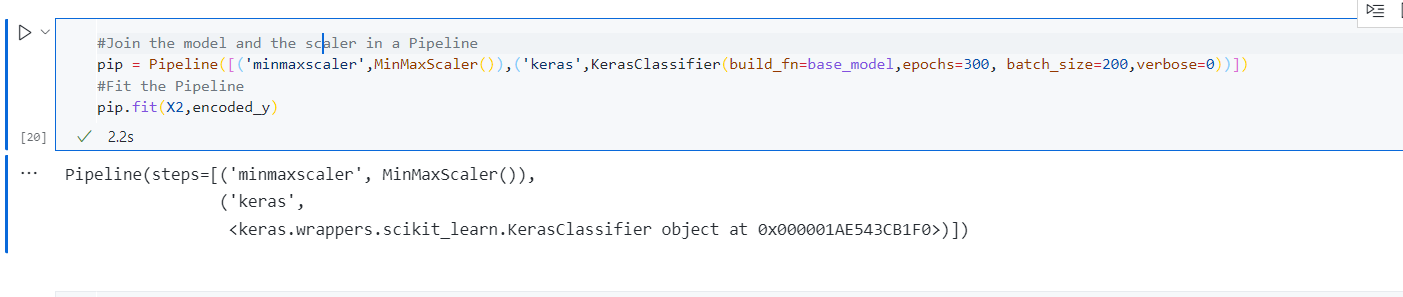 #Join the model and the scaler in a Pipeline
pip = Pipeline([('minmaxscaler',MinMaxScaler()),('keras',KerasClassifier(build_fn=base_model,epochs=300, batch_size=200,verbose=0))])
#Fit the Pipeline
pip.fit(X2,encoded_y)
[20]
2.2s
...
Pipeline(steps=[('minmaxscaler', MinMaxScaler()),
('keras',
<keras.wrappers.scikit_learn.KerasClassifier object at 0x000001AE543CB1F0>)])